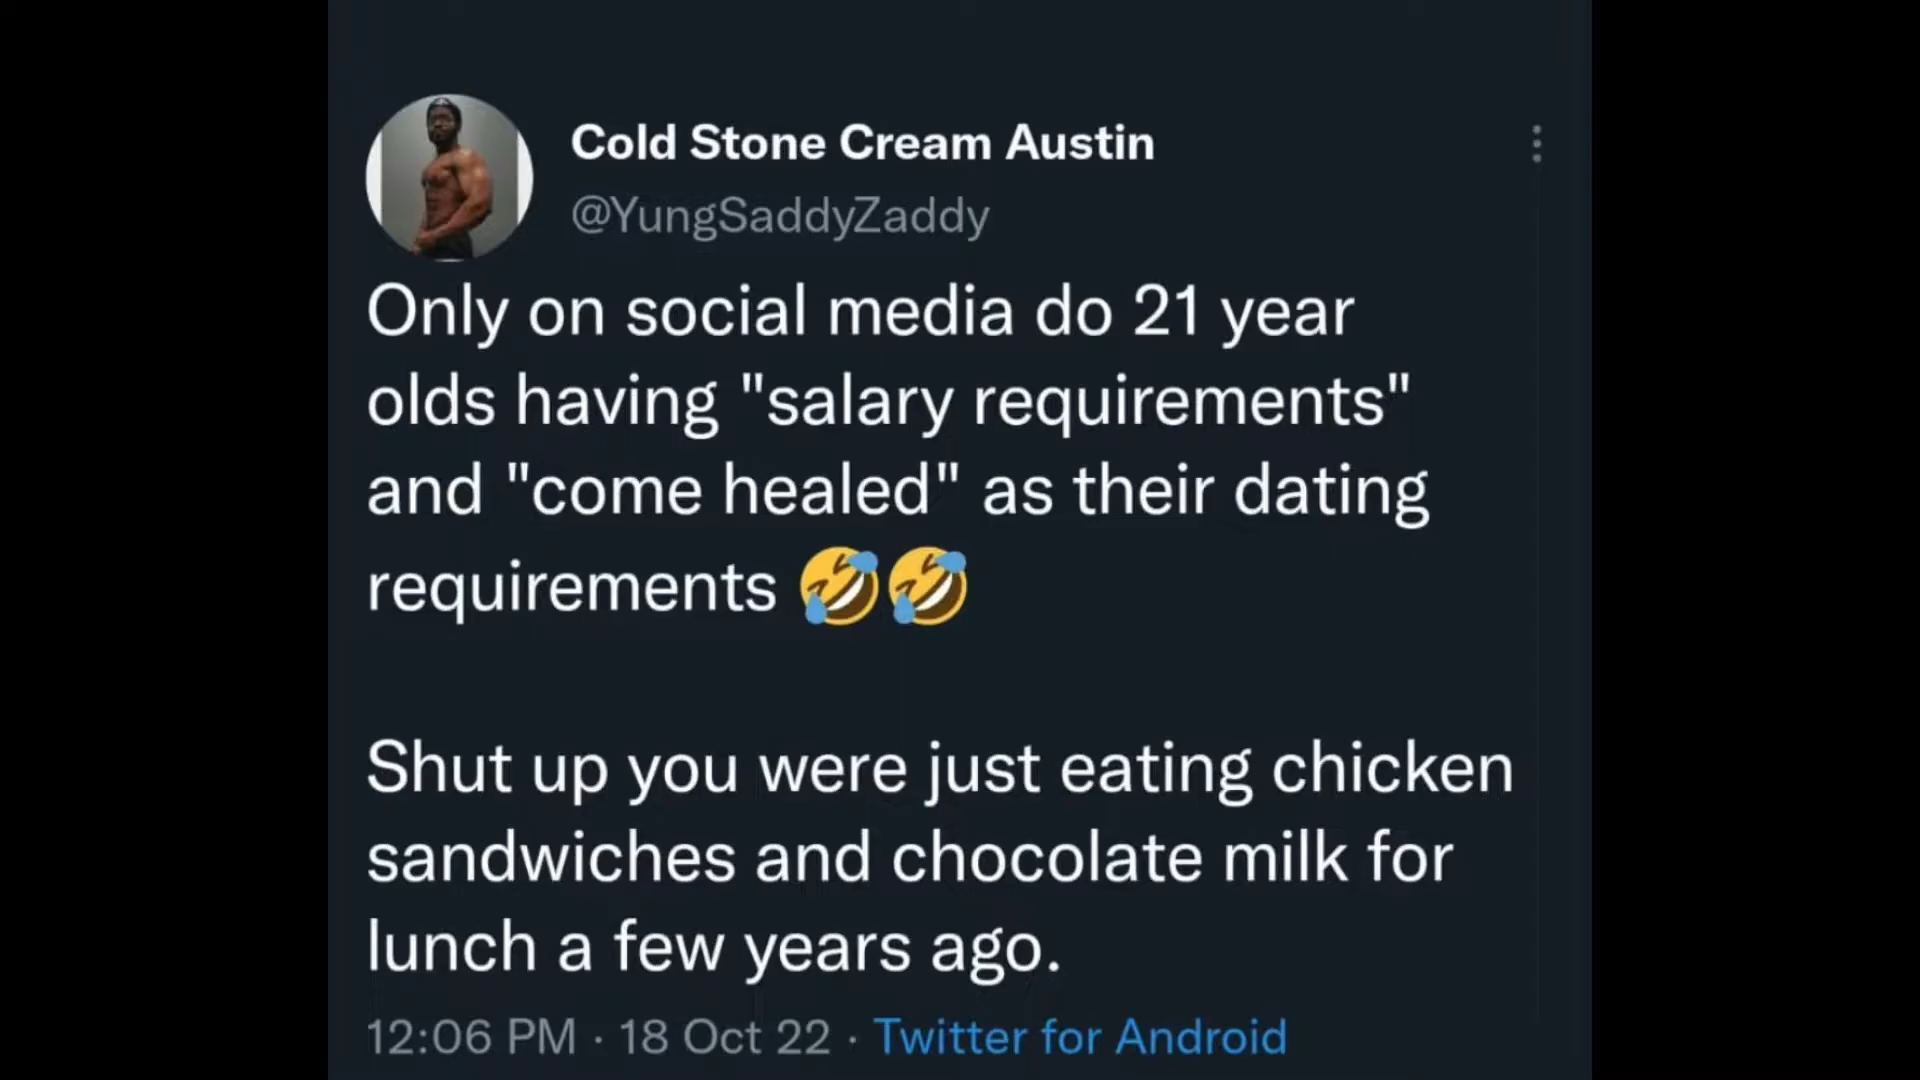 Cold Stone Cream Austin
@YungSaddyZaddy
Only on social media do 21 year
olds having "salary requirements"
and "come healed" as their dating
requirements 🤣🤣
Shut up you were just eating chicken
sandwiches and chocolate milk for
lunch a few years ago.
12:06 PM · 18 Oct 22 · Twitter for Android